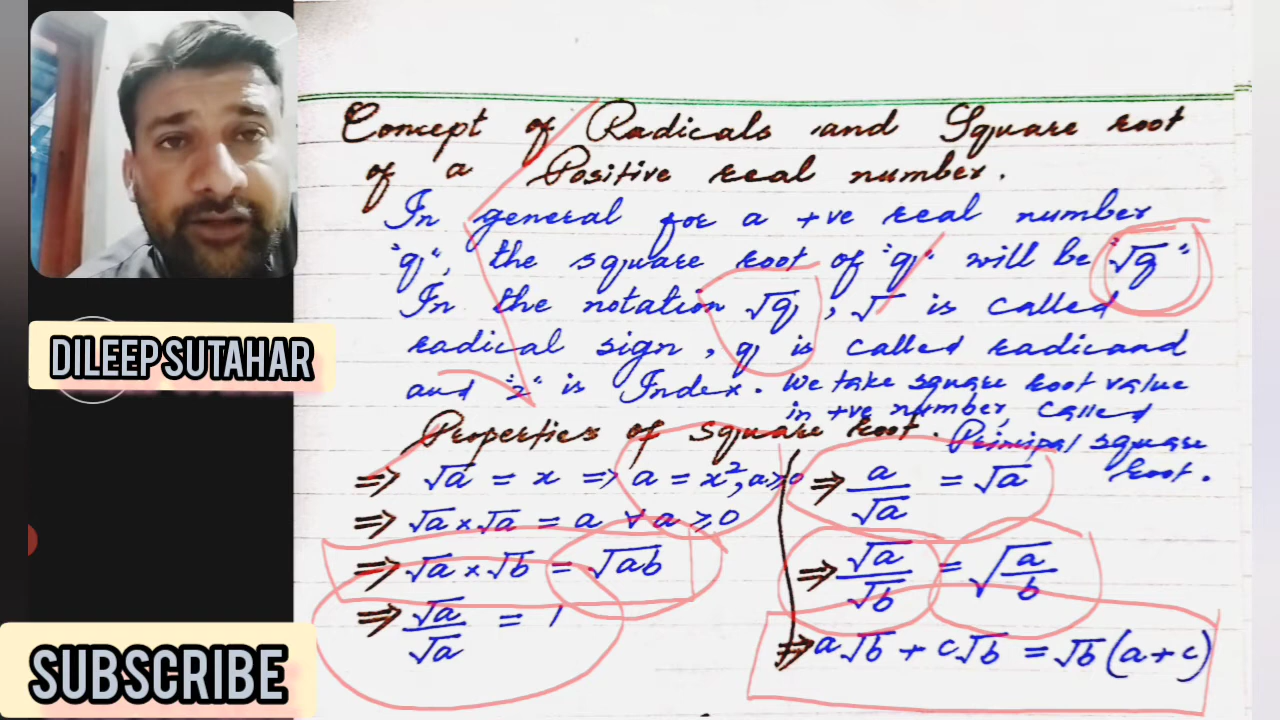 Concept of Radicals and Square root
of a Positive real number.
In general for a +ve real number
"q", the square root of "q" will be "√q"
In the notation √q, √ is called
radical sign, q is called radicand
and "2" is Index. We take square root value
in +ve number, called
Principal square
root.
Properties of square root.
⇒ √a = x ⇒ a = x², a ≥ 0
⇒ √a × √a = a ∀ a ≥ 0
⇒ √a × √b = √ab
⇒ √a/√a = 1
⇒ a/√a = √a
⇒ √a/√b = √(a/b)
⇒ a√b + c√b = √b(a+c)
DILEEP SUTAHAR
SUBSCRIBE